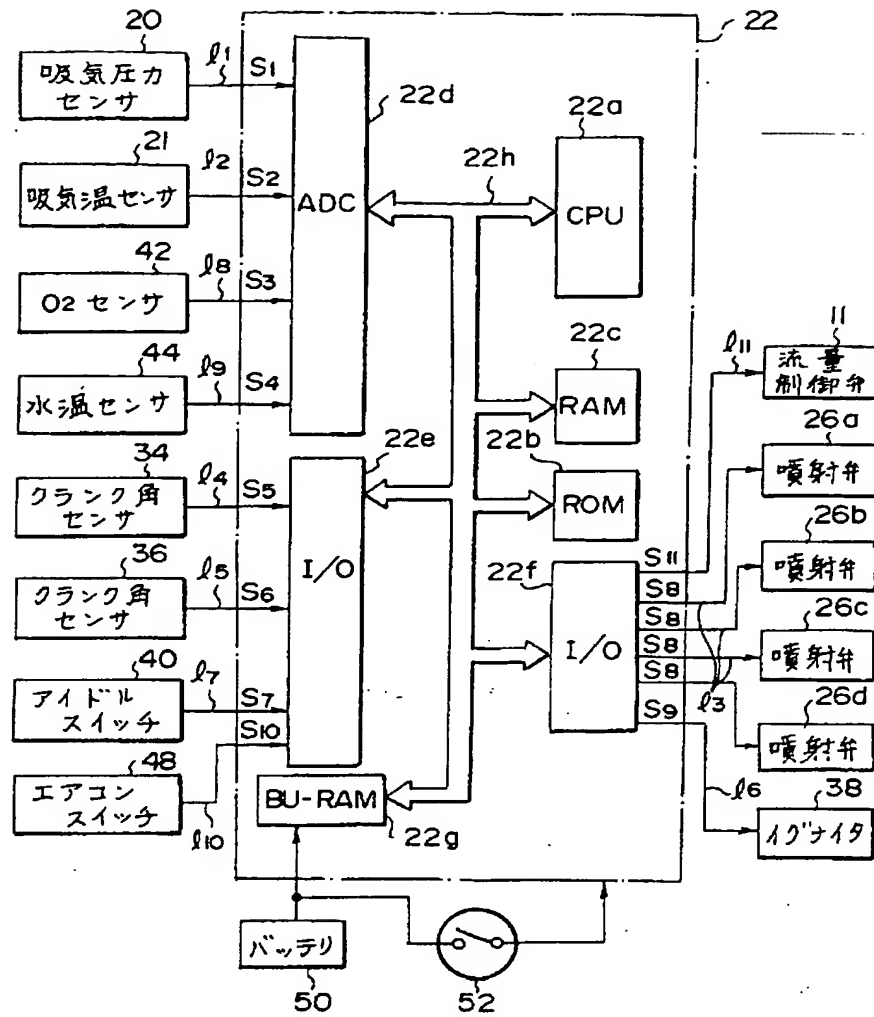 20
吸気圧力
センサ
l1
S1
21
吸気温センサ
l2
S2
42
O2 センサ
l8
S3
44
水温センサ
l9
S4
34
クランク角
センサ
l4
S5
36
クランク角
センサ
l5
S6
40
アイドル
スイッチ
l7
S7
48
エアコン
スイッチ
l10
S10
22
22d
ADC
22e
I/O
BU-RAM
22g
22h
22a
CPU
22c
RAM
22b
ROM
22f
I/O
S11
S8
S8
S8
S8
S9
l11
l3
l6
11
流量
制御弁
26a
噴射弁
26b
噴射弁
26c
噴射弁
26d
噴射弁
38
イグナイタ
バッテリ
50
52